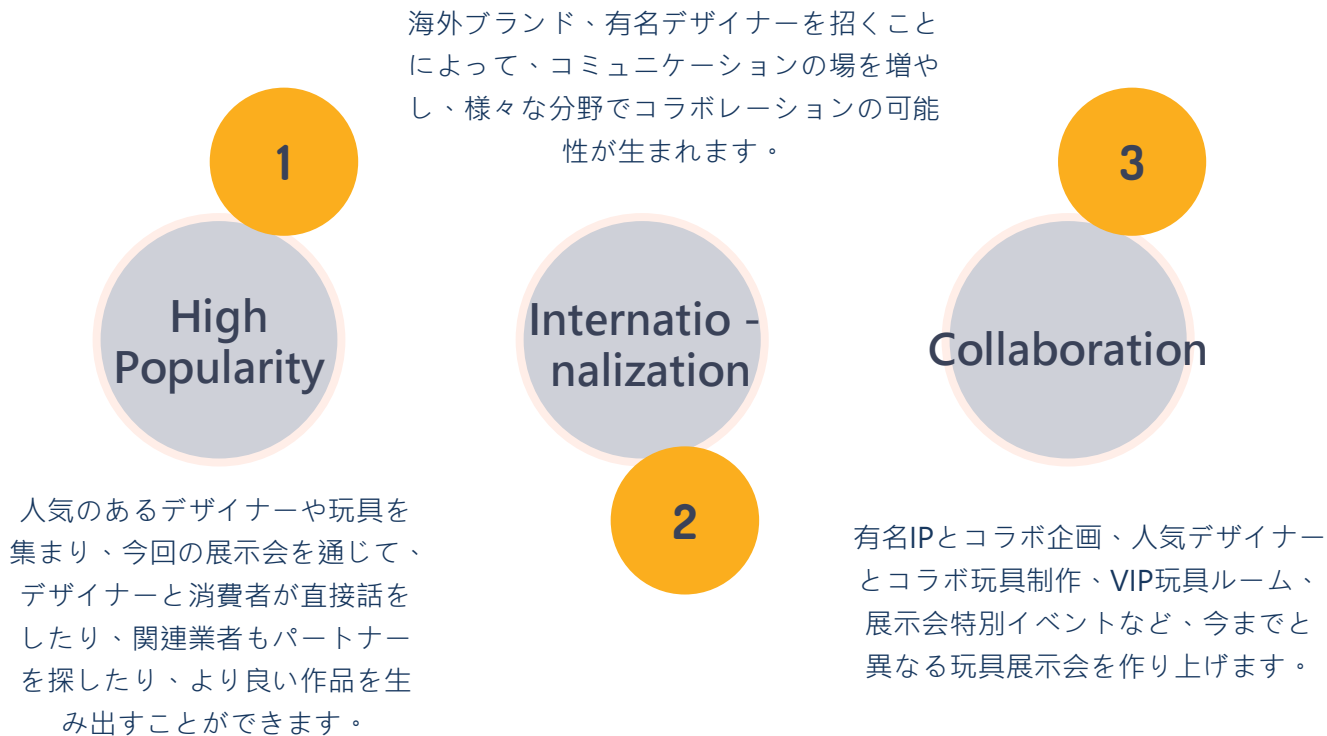 1
High
Popularity
人気のあるデザイナーや玩具を
集まり、今回の展示会を通じて、
デザイナーと消費者が直接話を
したり、関連業者もパートナー
を探したり、より良い作品を生
み出すことができます。
海外ブランド、有名デザイナーを招くこと
によって、コミュニケーションの場を増や
し、様々な分野でコラボレーションの可能
性が生まれます。
Internatio -
nalization
2
3
Collaboration
有名IPとコラボ企画、人気デザイナー
とコラボ玩具制作、VIP玩具ルーム、
展示会特別イベントなど、今までと
異なる玩具展示会を作り上げます。